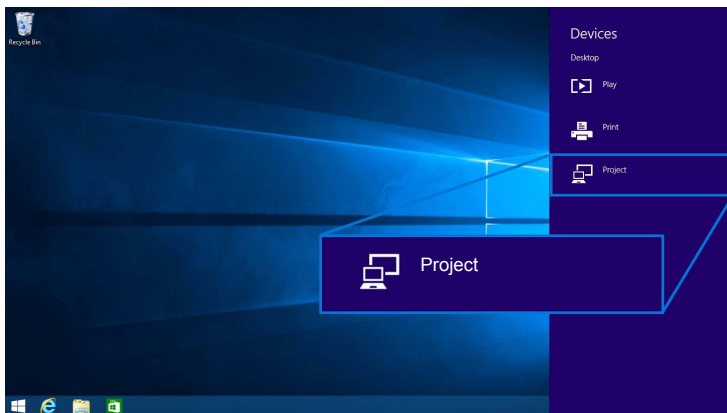 Recycle Bin
Devices
Desktop
Play
Print
Project
Project